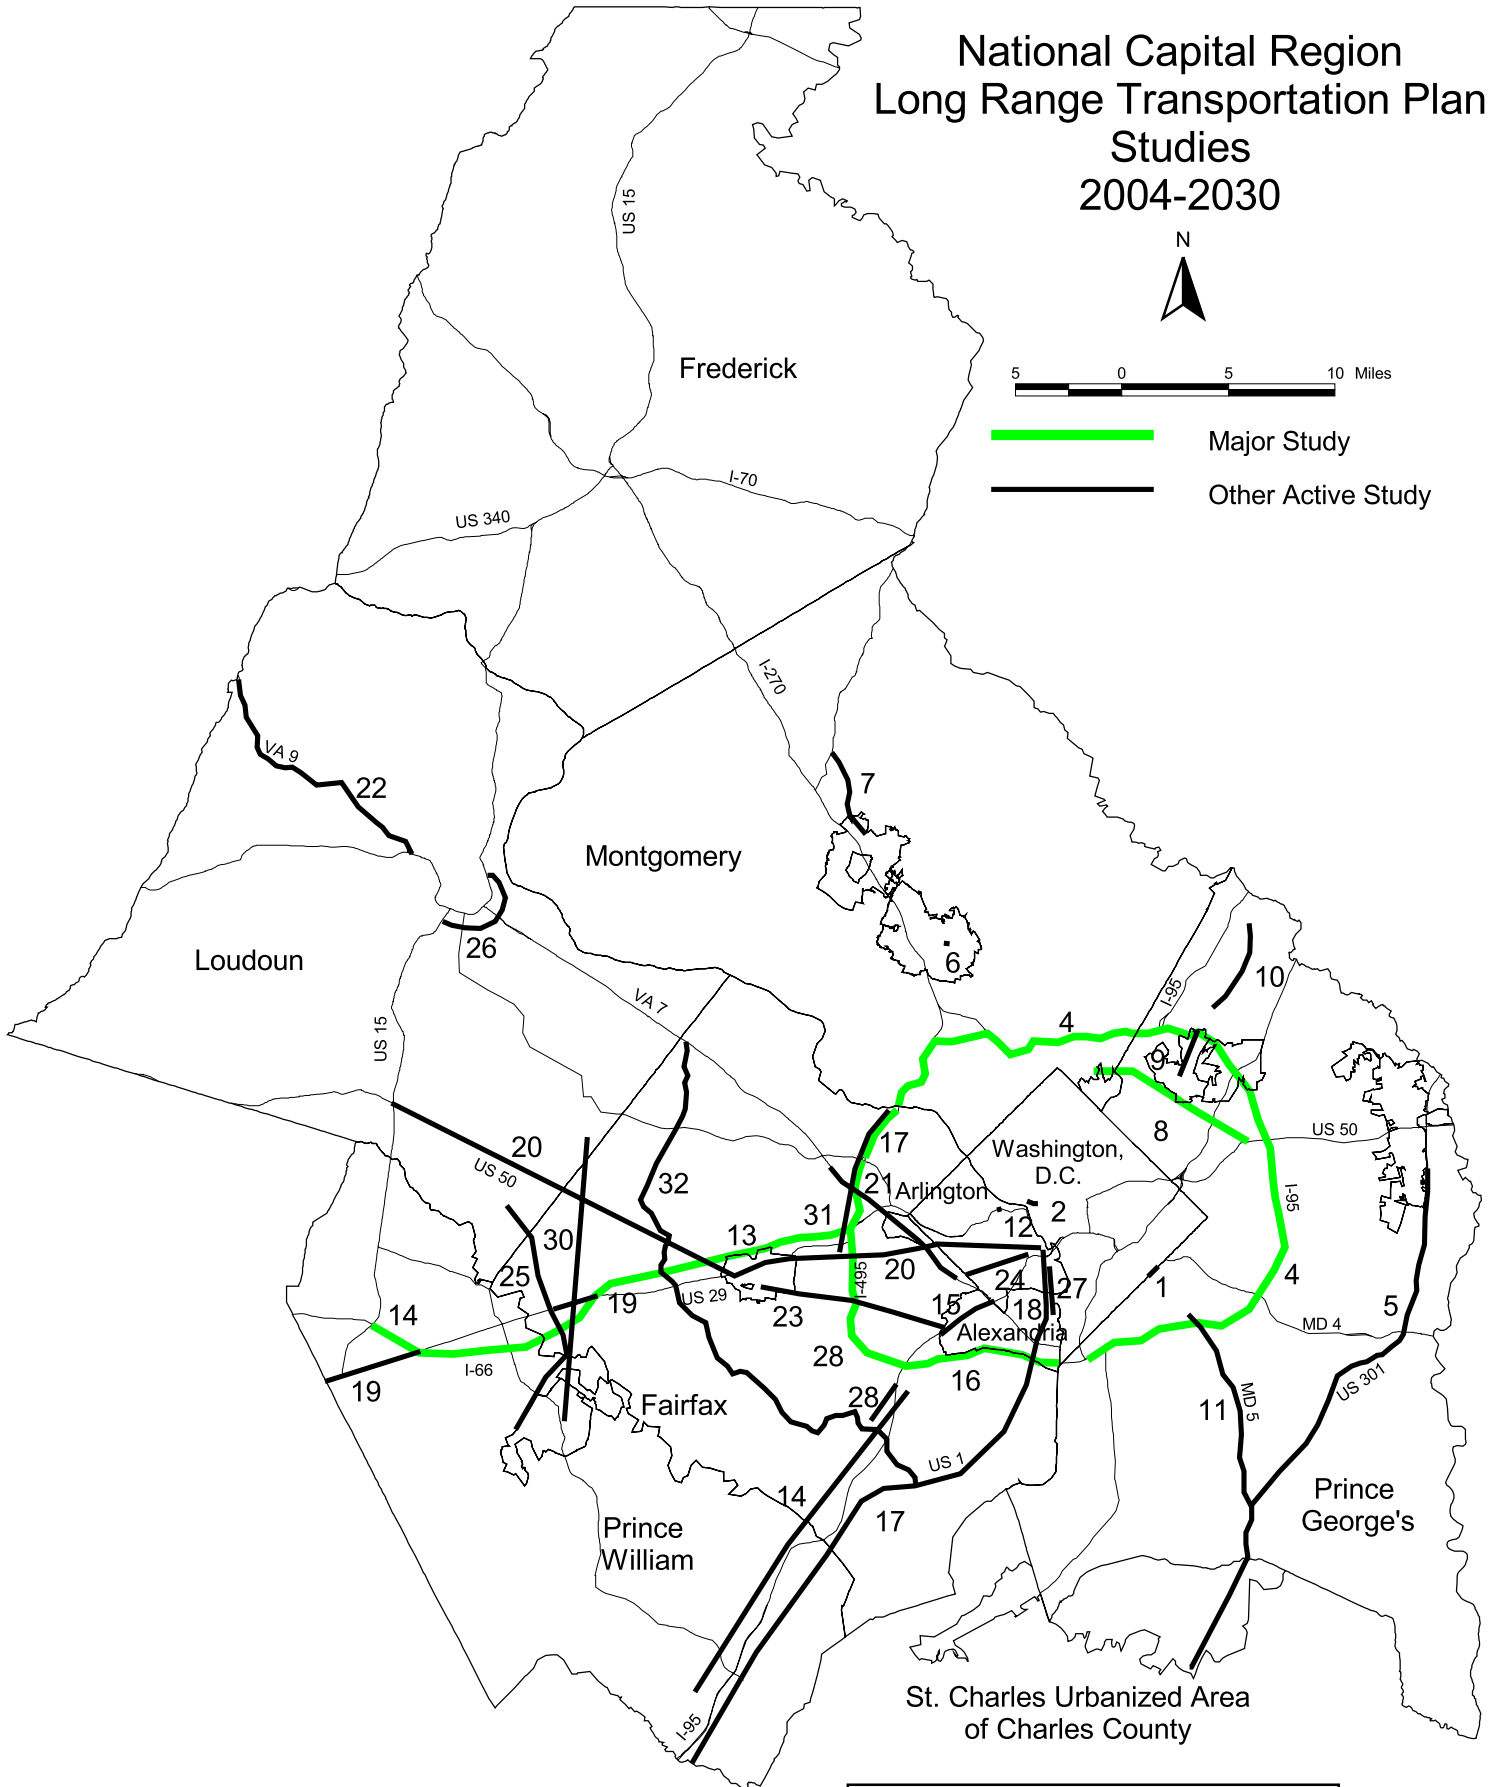 National Capital Region
Long Range Transportation Plan
Studies
2004-2030
N
5 0 5 10 Miles
Major Study
Other Active Study
US 15
Frederick
I-70
US 340
I-270
VA 9
22
7
Montgomery
Loudoun
26
6
10
I-95
VA 7
US 15
4
9
8
US 50
17
Washington,
D.C.
20
US 50
32
21
Arlington
I-95
31
12
2
13
30
25
20
24
27
I-495
1
4
5
14
19
US 29
23
15
18
MD 4
Alexandria
28
I-66
16
19
28
Fairfax
11
MD 5
US 301
US 1
14
17
Prince
George's
Prince
William
St. Charles Urbanized Area
of Charles County
I-95